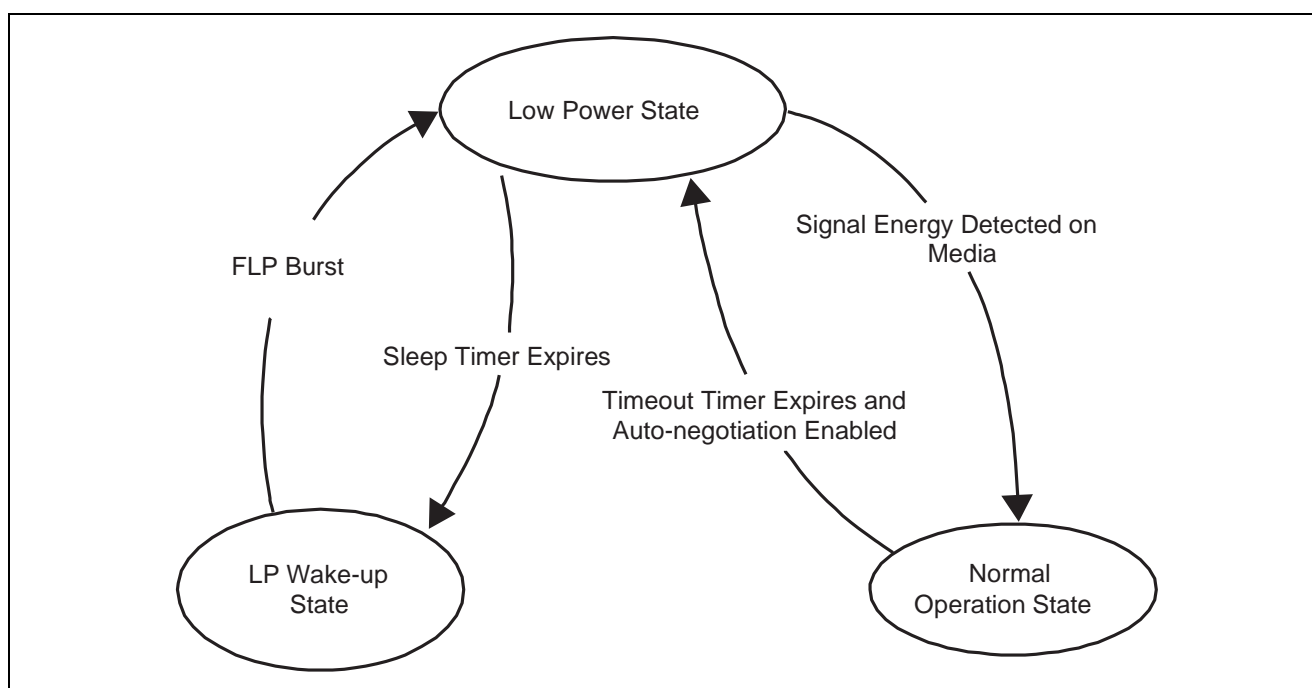 Low Power State
Signal Energy Detected on
Media
FLP Burst
Sleep Timer Expires
Timeout Timer Expires and
Auto-negotiation Enabled
LP Wake-up
State
Normal
Operation State